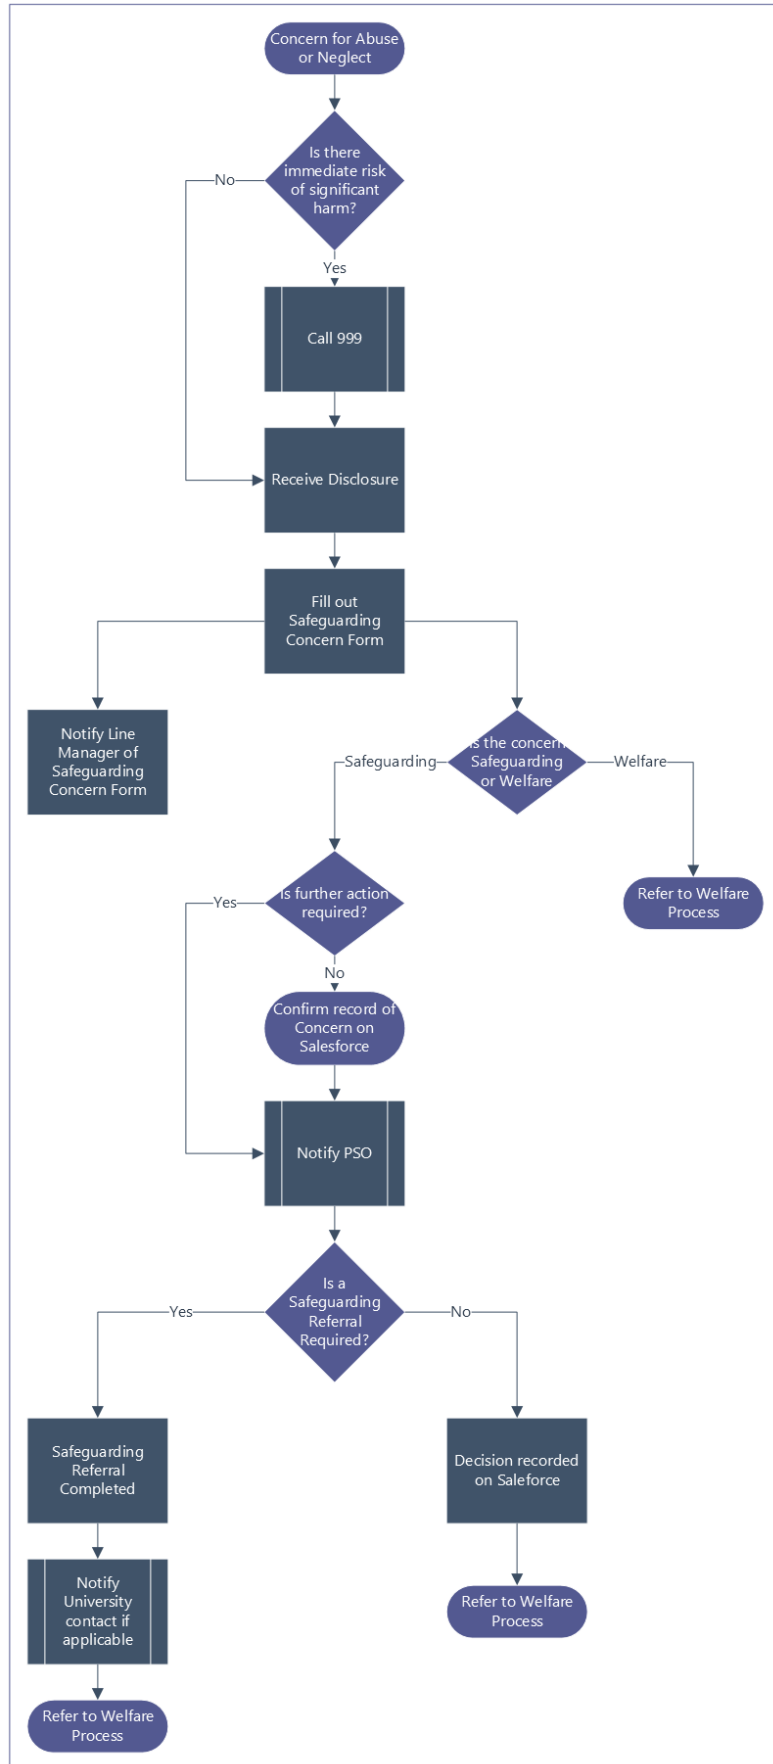 Concern for Abuse
or Neglect
Is there
immediate risk
of significant
harm?
No
Yes
Call 999
Receive Disclosure
Fill out
Safeguarding
Concern Form
Notify Line
Manager of
Safeguarding
Concern Form
Is the concern
Safeguarding
or Welfare
Safeguarding
Welfare
Is further action
required?
Refer to Welfare
Process
Yes
No
Confirm record of
Concern on
Salesforce
Notify PSO
Is a
Safeguarding
Referral
Required?
Yes
No
Safeguarding
Referral
Completed
Decision recorded
on Saleforce
Notify
University
contact if
applicable
Refer to Welfare
Process
Refer to Welfare
Process